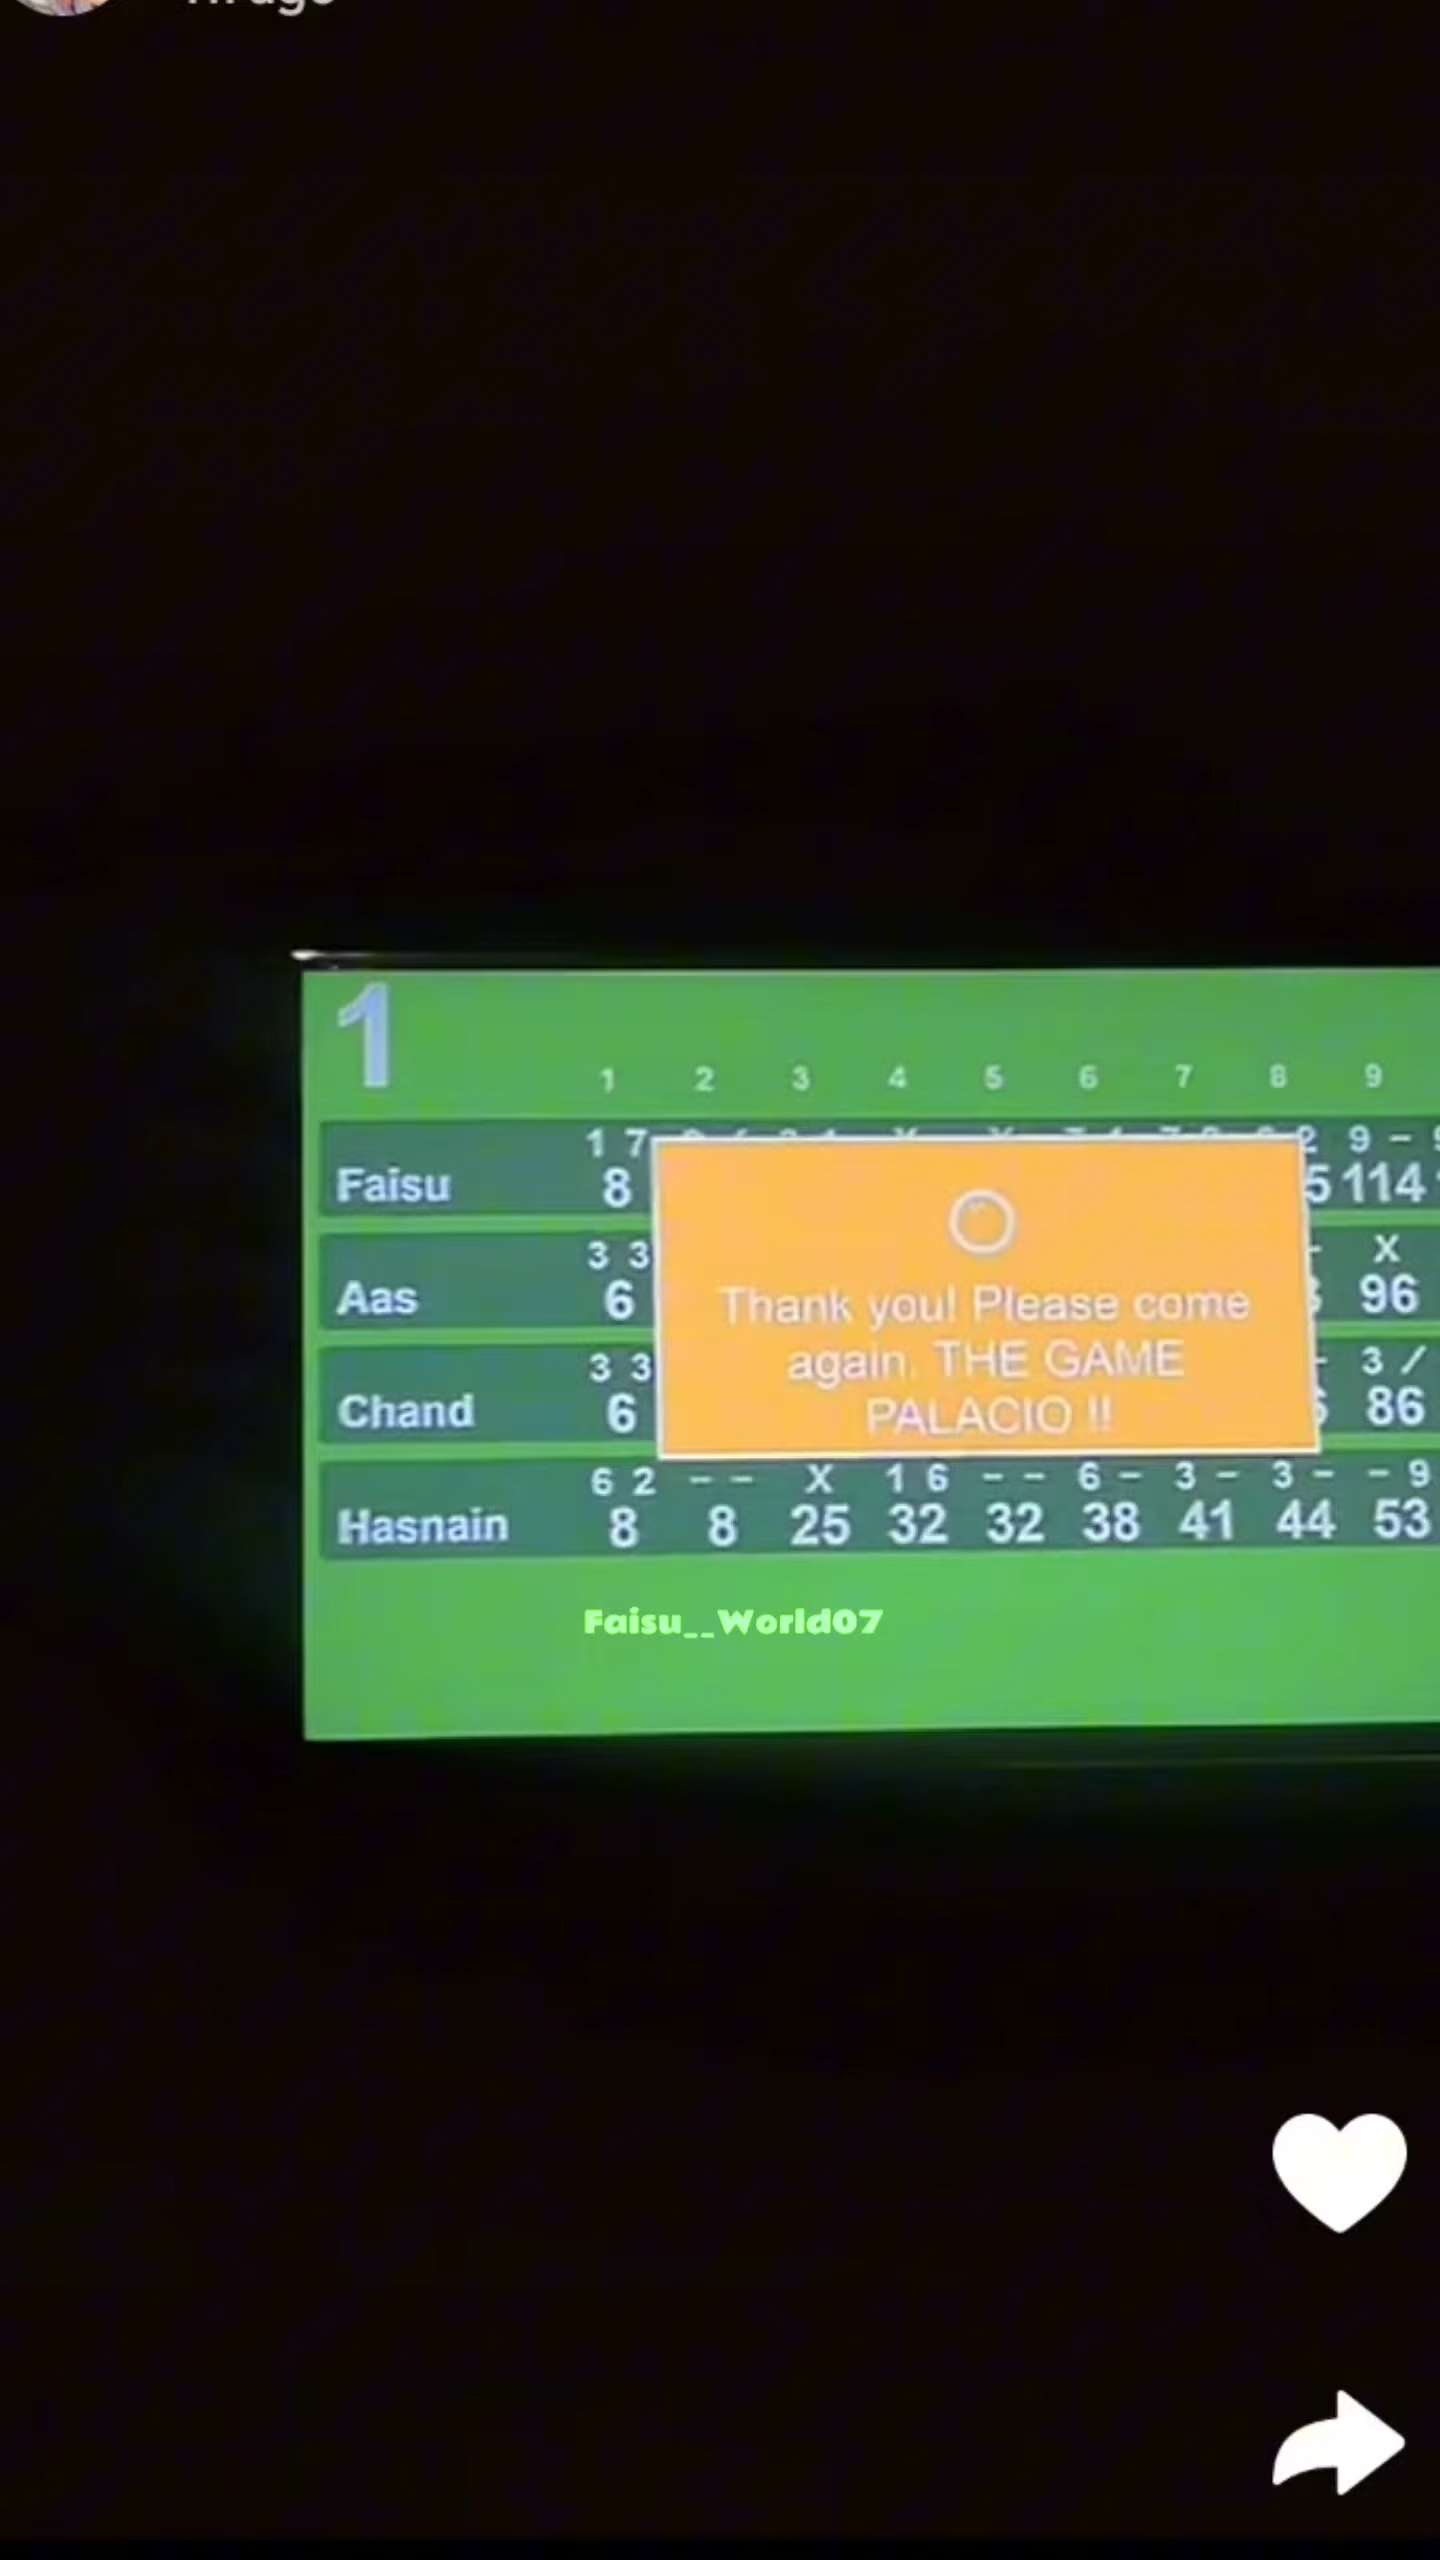 1
1 2 3 4 5 6 7 8 9
1 7 2 9 -
Faisu 8 5 114
3 3 - X
Aas 6 96
3 3 - 3 /
Chand 6 86
Thank you! Please come
again. THE GAME
PALACIO !!
6 2 - - X 1 6 - - 6 - 3 - 3 - - 9
Hasnain 8 8 25 32 32 38 41 44 53
Faisu__World07